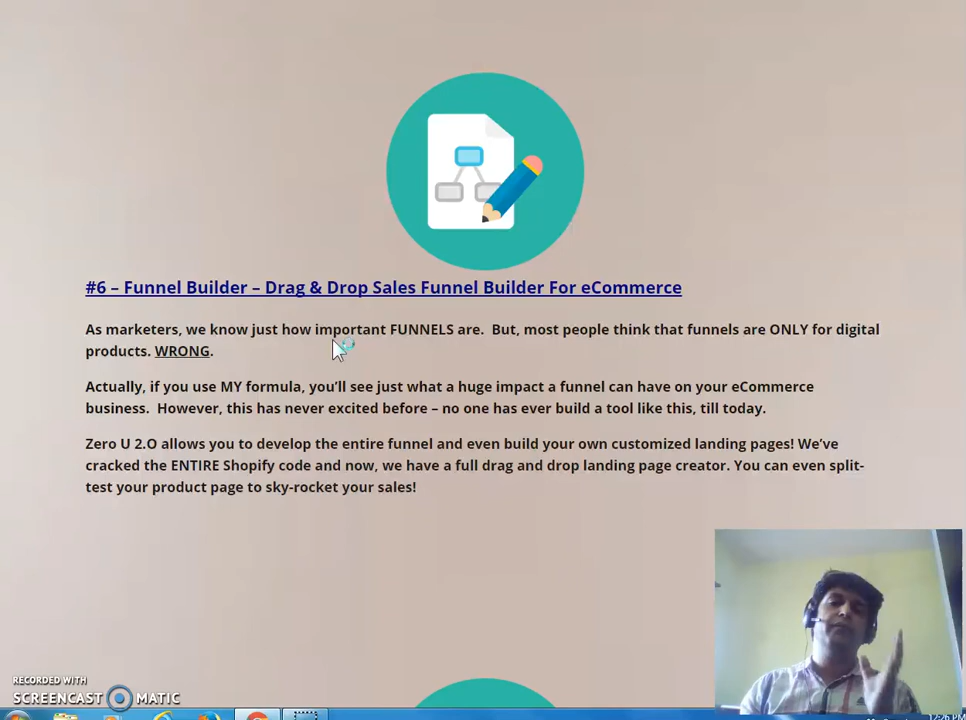 #6 – Funnel Builder – Drag & Drop Sales Funnel Builder For eCommerce
As marketers, we know just how important FUNNELS are.  But, most people think that funnels are ONLY for digital
products. WRONG.
Actually, if you use MY formula, you’ll see just what a huge impact a funnel can have on your eCommerce
business.  However, this has never excited before – no one has ever build a tool like this, till today.
Zero U 2.O allows you to develop the entire funnel and even build your own customized landing pages! We’ve
cracked the ENTIRE Shopify code and now, we have a full drag and drop landing page creator. You can even split-
test your product page to sky-rocket your sales!
RECORDED WITH
SCREENCAST MATIC
12:26 PM